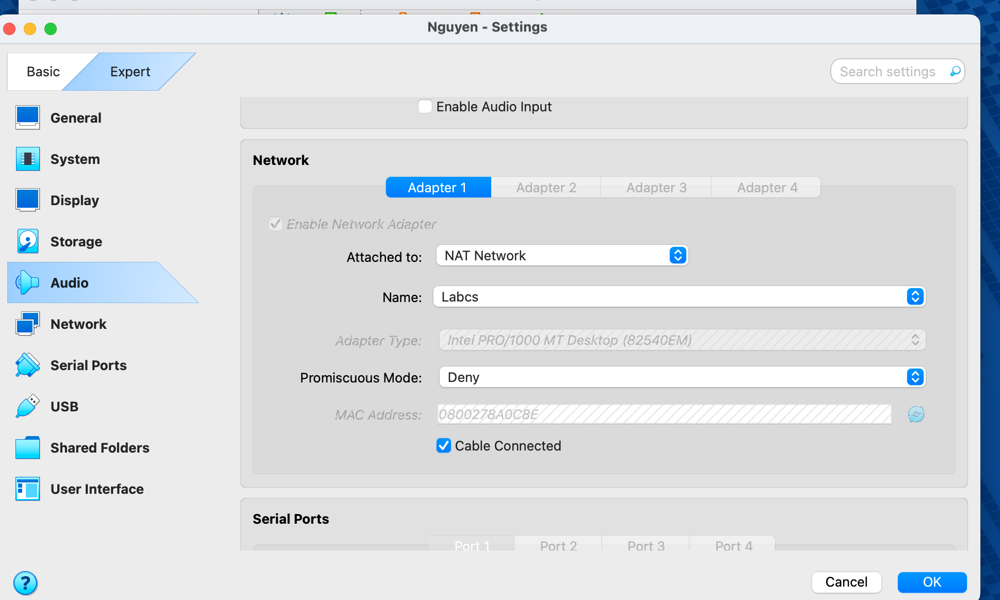 Nguyen - Settings
Basic
Expert
Search settings
General
System
Display
Storage
Audio
Network
Serial Ports
USB
Shared Folders
User Interface
Enable Audio Input
Network
Adapter 1
Adapter 2
Adapter 3
Adapter 4
Enable Network Adapter
Attached to: NAT Network
Name: Labcs
Adapter Type: Intel PRO/1000 MT Desktop (82540EM)
Promiscuous Mode: Deny
MAC Address: 0800278A0C8E
Cable Connected
Serial Ports
Port 1
Port 2
Port 3
Port 4
?
Cancel
OK